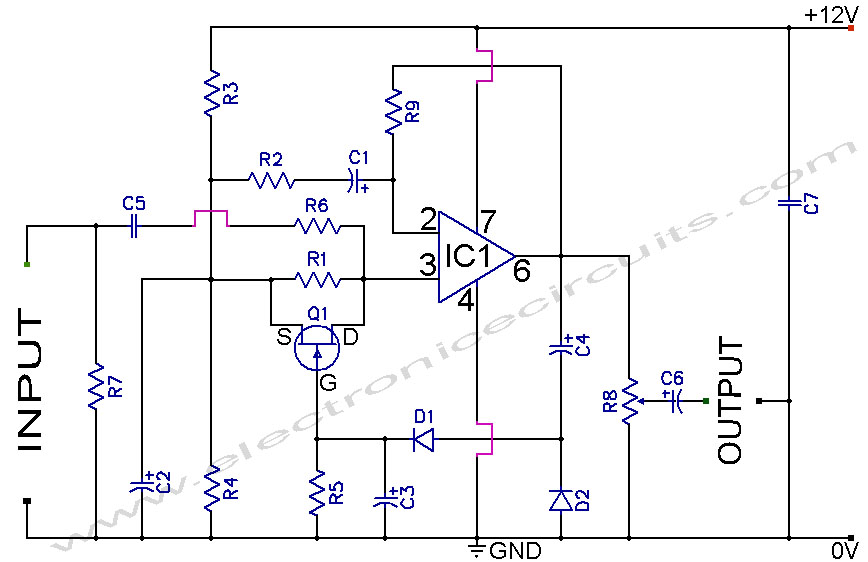 +12V
R3
R9
R2
C1
+
C5
R6
2
7
C7
R1
3
IC1
6
4
Q1
S
D
G
INPUT
R7
+
C4
R8
C6
+
OUTPUT
D1
+
C2
R4
R5
+
C3
D2
GND
0V
www.electronicecircuits.com